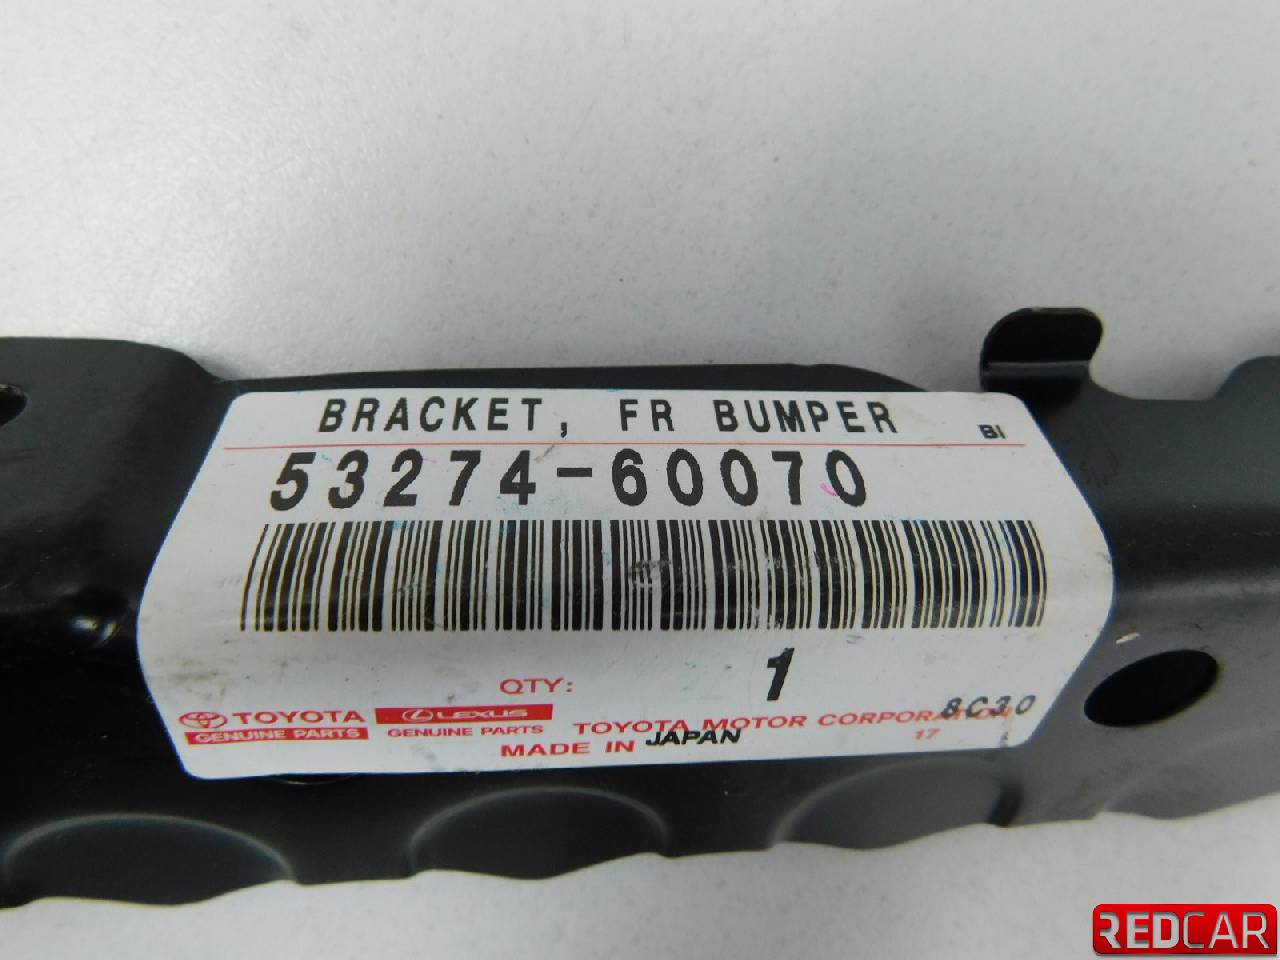 BRACKET, FR BUMPER
BI
53274-60070
QTY: 1
8C30
TOYOTA LEXUS TOYOTA MOTOR CORPORATION
GENUINE PARTS GENUINE PARTS 17
MADE IN JAPAN
REDCAR